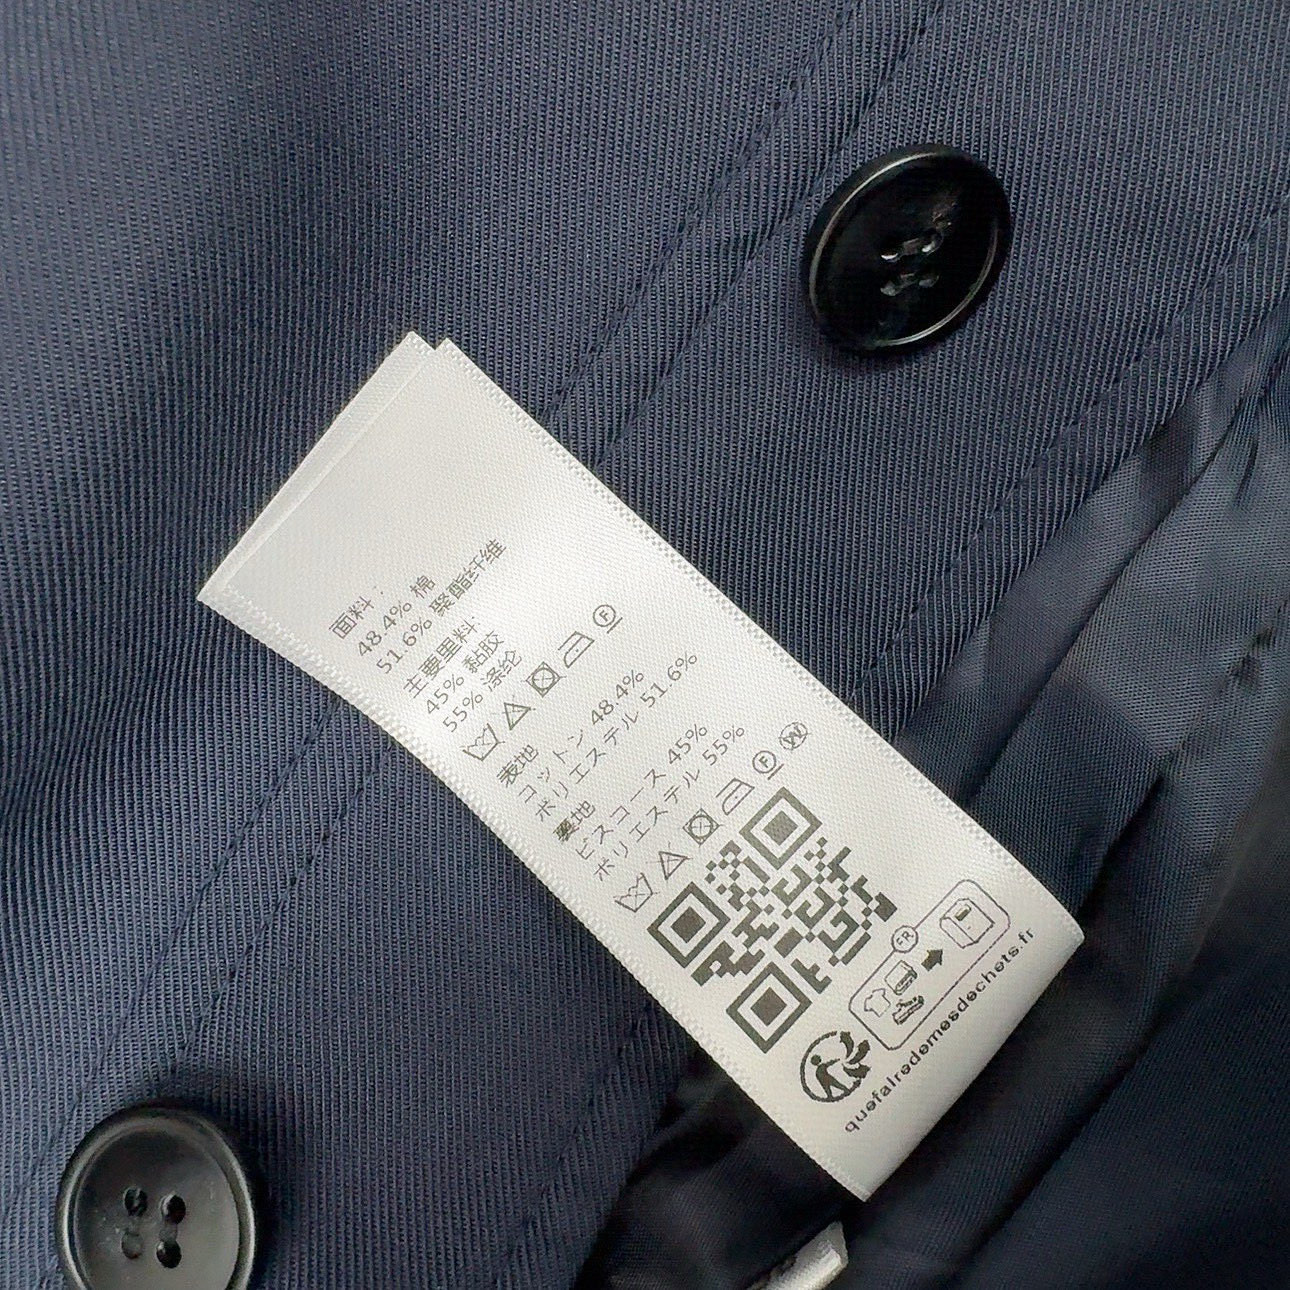 面料：
48.4% 棉
51.6% 聚酯纤维
主要里料：
45% 黏胶
55% 涤纶
F
表地
コットン 48.4%
ポリエステル 51.6%
裏地
ビスコース 45%
ポリエステル 55%
F W
FR
quefairedemesdechets.fr